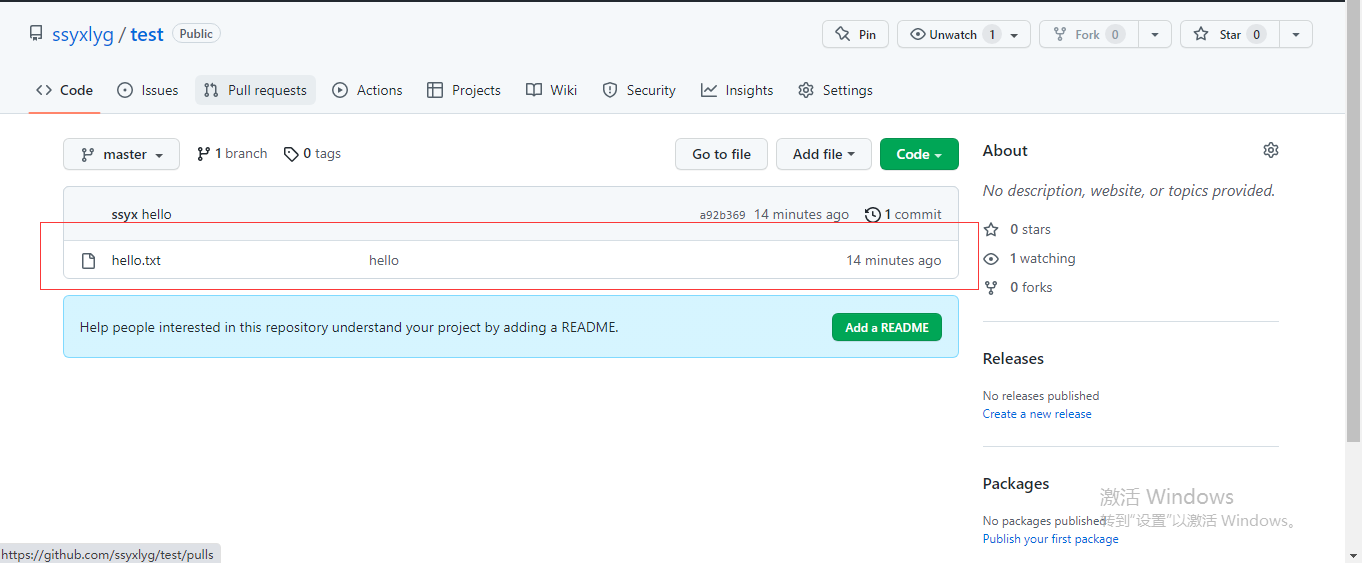 ssyxlyg / test Public Pin Unwatch 1 Fork 0 Star 0
Code Issues Pull requests Actions Projects Wiki Security Insights Settings
master 1 branch 0 tags Go to file Add file Code
ssyx hello a92b369 14 minutes ago 1 commit
hello.txt hello 14 minutes ago
Help people interested in this repository understand your project by adding a README. Add a README
About
No description, website, or topics provided.
0 stars
1 watching
0 forks
Releases
No releases published
Create a new release
Packages
No packages published
Publish your first package
激活 Windows
转到“设置”以激活 Windows。
https://github.com/ssyxlyg/test/pulls